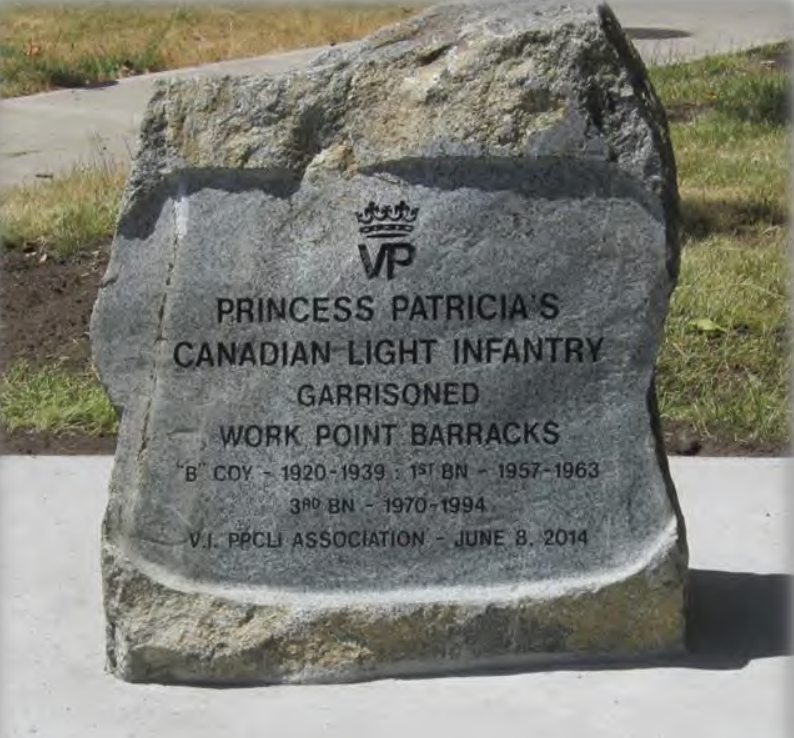 VP
PRINCESS PATRICIA'S
CANADIAN LIGHT INFANTRY
GARRISONED
WORK POINT BARRACKS
"B" COY - 1920-1939 : 1ST BN - 1957-1963
3RD BN - 1970-1994
V.I. PPCLI ASSOCIATION - JUNE 8, 2014